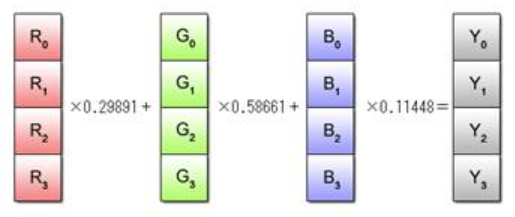 R0 G0 B0 Y0
R1 G1 B1 Y1
×0.29891+ ×0.58661+ ×0.11448=
R2 G2 B2 Y2
R3 G3 B3 Y3